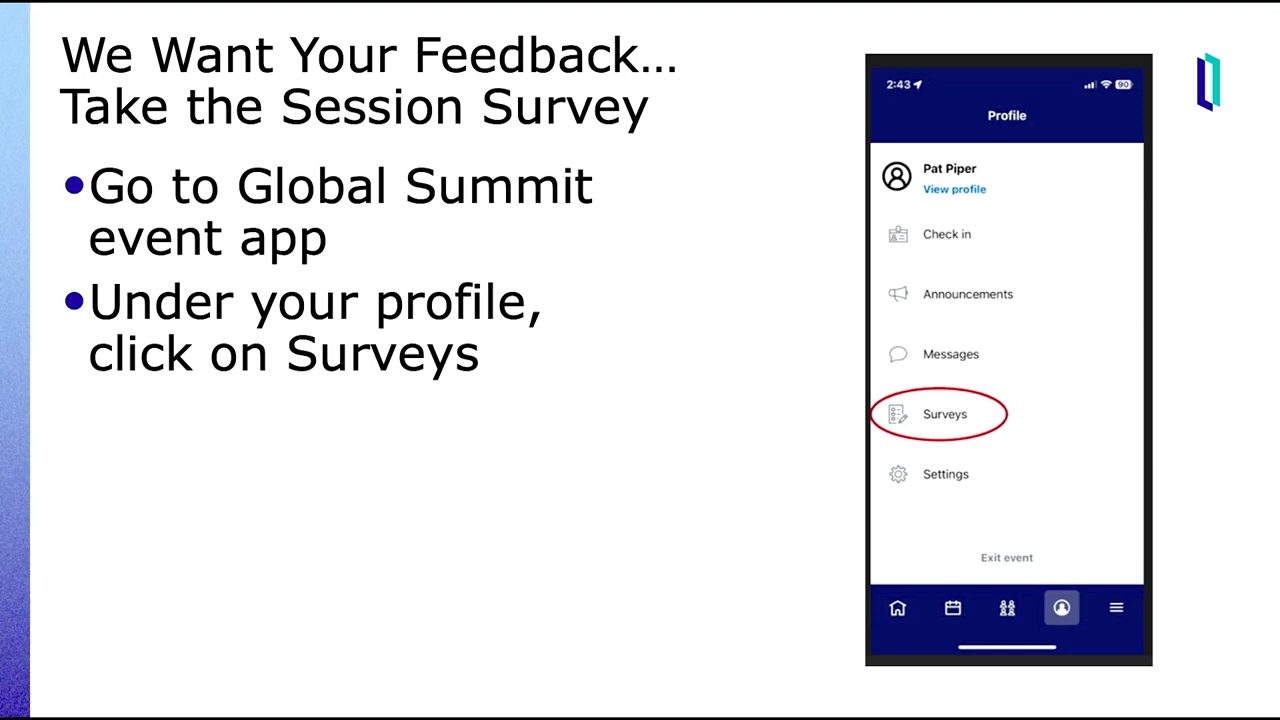 We Want Your Feedback…
Take the Session Survey
•Go to Global Summit
event app
•Under your profile,
click on Surveys
2:43
90
Profile
Pat Piper
View profile
Check in
Announcements
Messages
Surveys
Settings
Exit event